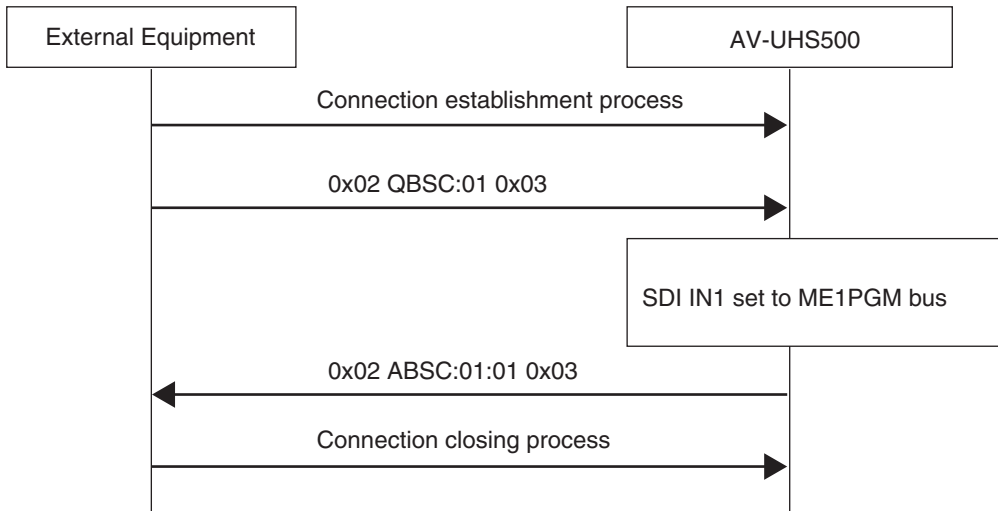 External Equipment
AV-UHS500
Connection establishment process
0x02 QBSC:01 0x03
SDI IN1 set to ME1PGM bus
0x02 ABSC:01:01 0x03
Connection closing process